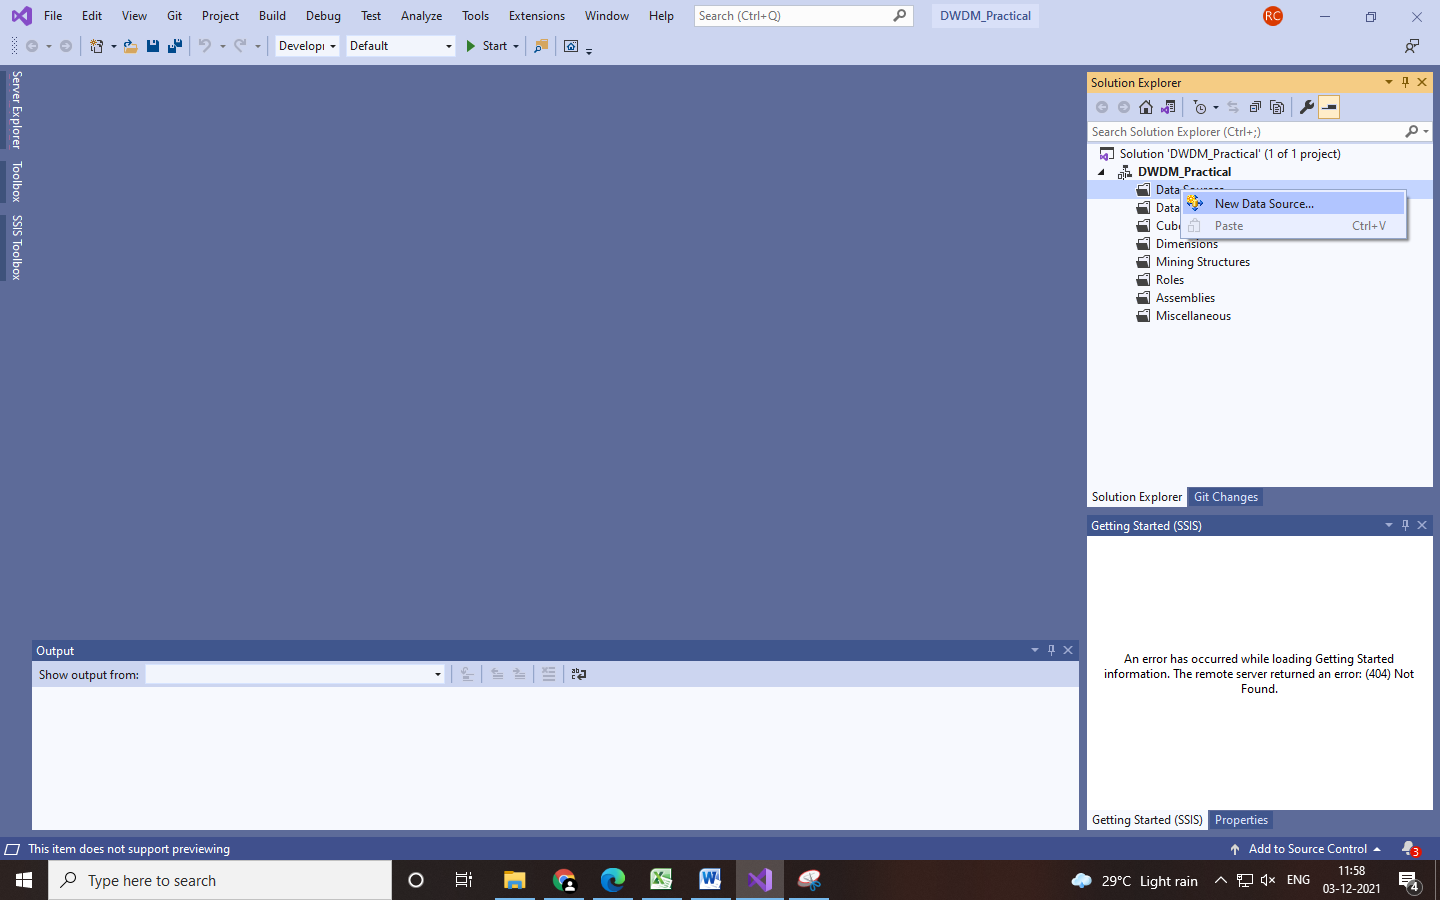 File Edit View Git Project Build Debug Test Analyze Tools Extensions Window Help Search (Ctrl+Q) DWDM_Practical RC
Default Start
Server Explorer
Toolbox
SSIS Toolbox
Solution Explorer
Search Solution Explorer (Ctrl+;)
Solution 'DWDM_Practical' (1 of 1 project)
DWDM_Practical
Data
New Data Source...
Data
Paste Ctrl+V
Dimensions
Mining Structures
Roles
Assemblies
Miscellaneous
Solution Explorer Git Changes
Getting Started (SSIS)
An error has occurred while loading Getting Started
information. The remote server returned an error: (404) Not
Found.
Getting Started (SSIS) Properties
Output
Show output from:
This item does not support previewing
Add to Source Control 3
Type here to search
29°C Light rain ENG
11:58
03-12-2021
4